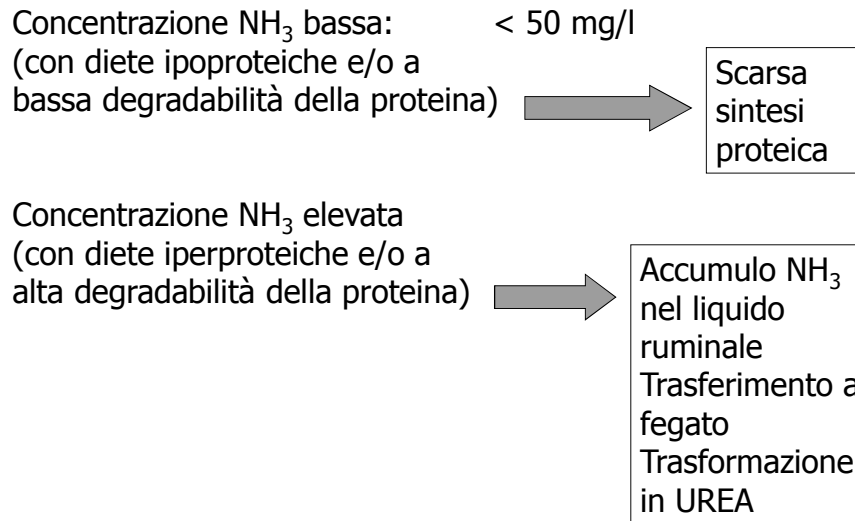 Concentrazione NH₃ bassa: < 50 mg/l
(con diete ipoproteiche e/o a
bassa degradabilità della proteina)
Scarsa
sintesi
proteica
Concentrazione NH₃ elevata
(con diete iperproteiche e/o a
alta degradabilità della proteina)
Accumulo NH₃
nel liquido
ruminale
Trasferimento a
fegato
Trasformazione
in UREA